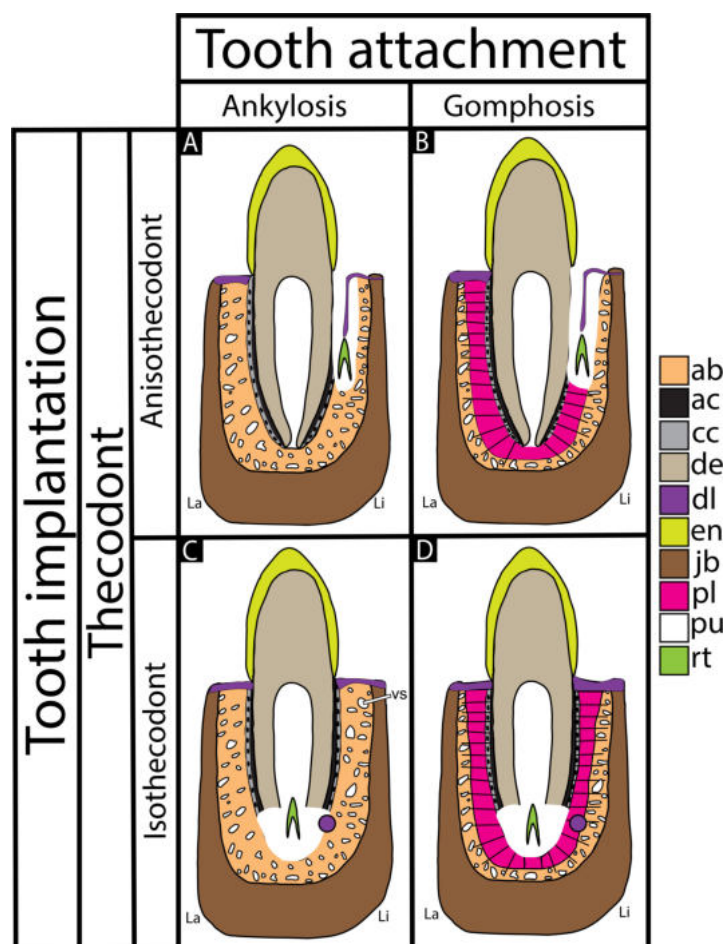 Tooth attachment
Ankylosis
Gomphosis
Tooth implantation
Thecodont
Anisothecodont
A
La
Li
B
La
Li
Isothecodont
C
vs
La
Li
D
La
Li
ab
ac
cc
de
dl
en
jb
pl
pu
rt